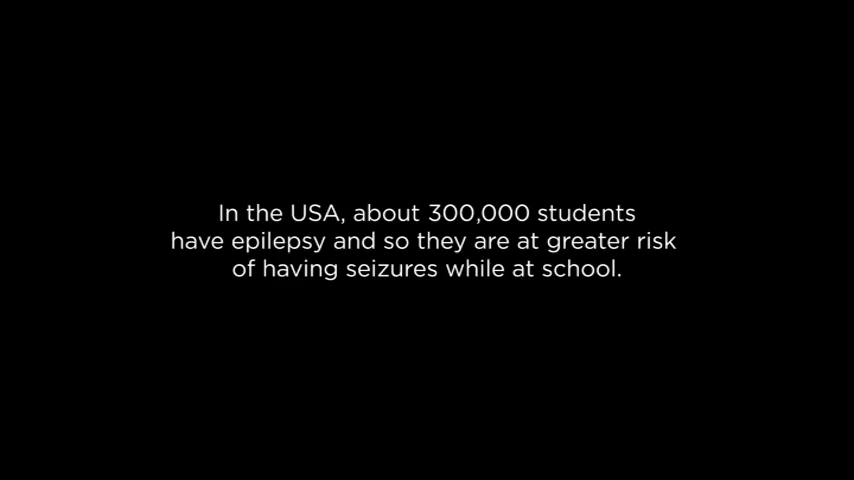 In the USA, about 300,000 students
have epilepsy and so they are at greater risk
of having seizures while at school.